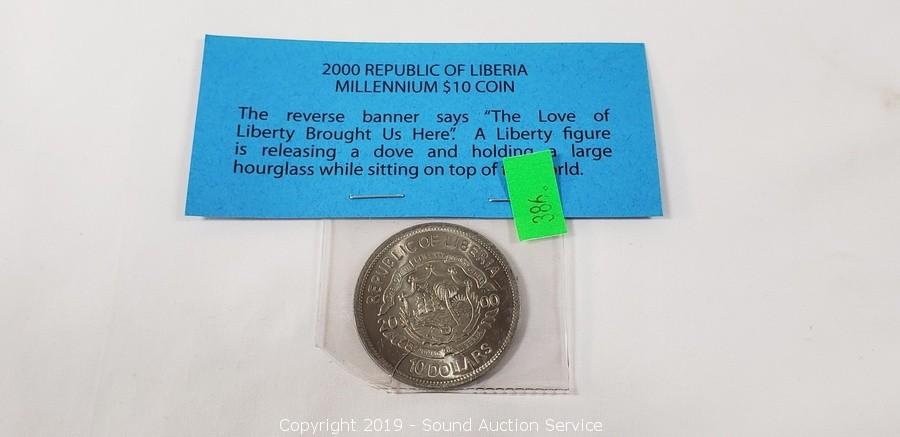 2000 REPUBLIC OF LIBERIA
MILLENNIUM $10 COIN
The reverse banner says "The Love of
Liberty Brought Us Here". A Liberty figure
is releasing a dove and holding a large
hourglass while sitting on top of
386.
REPUBLIC OF LIBERIA
20 00
10 DOLLARS
Copyright 2019 - Sound Auction Service